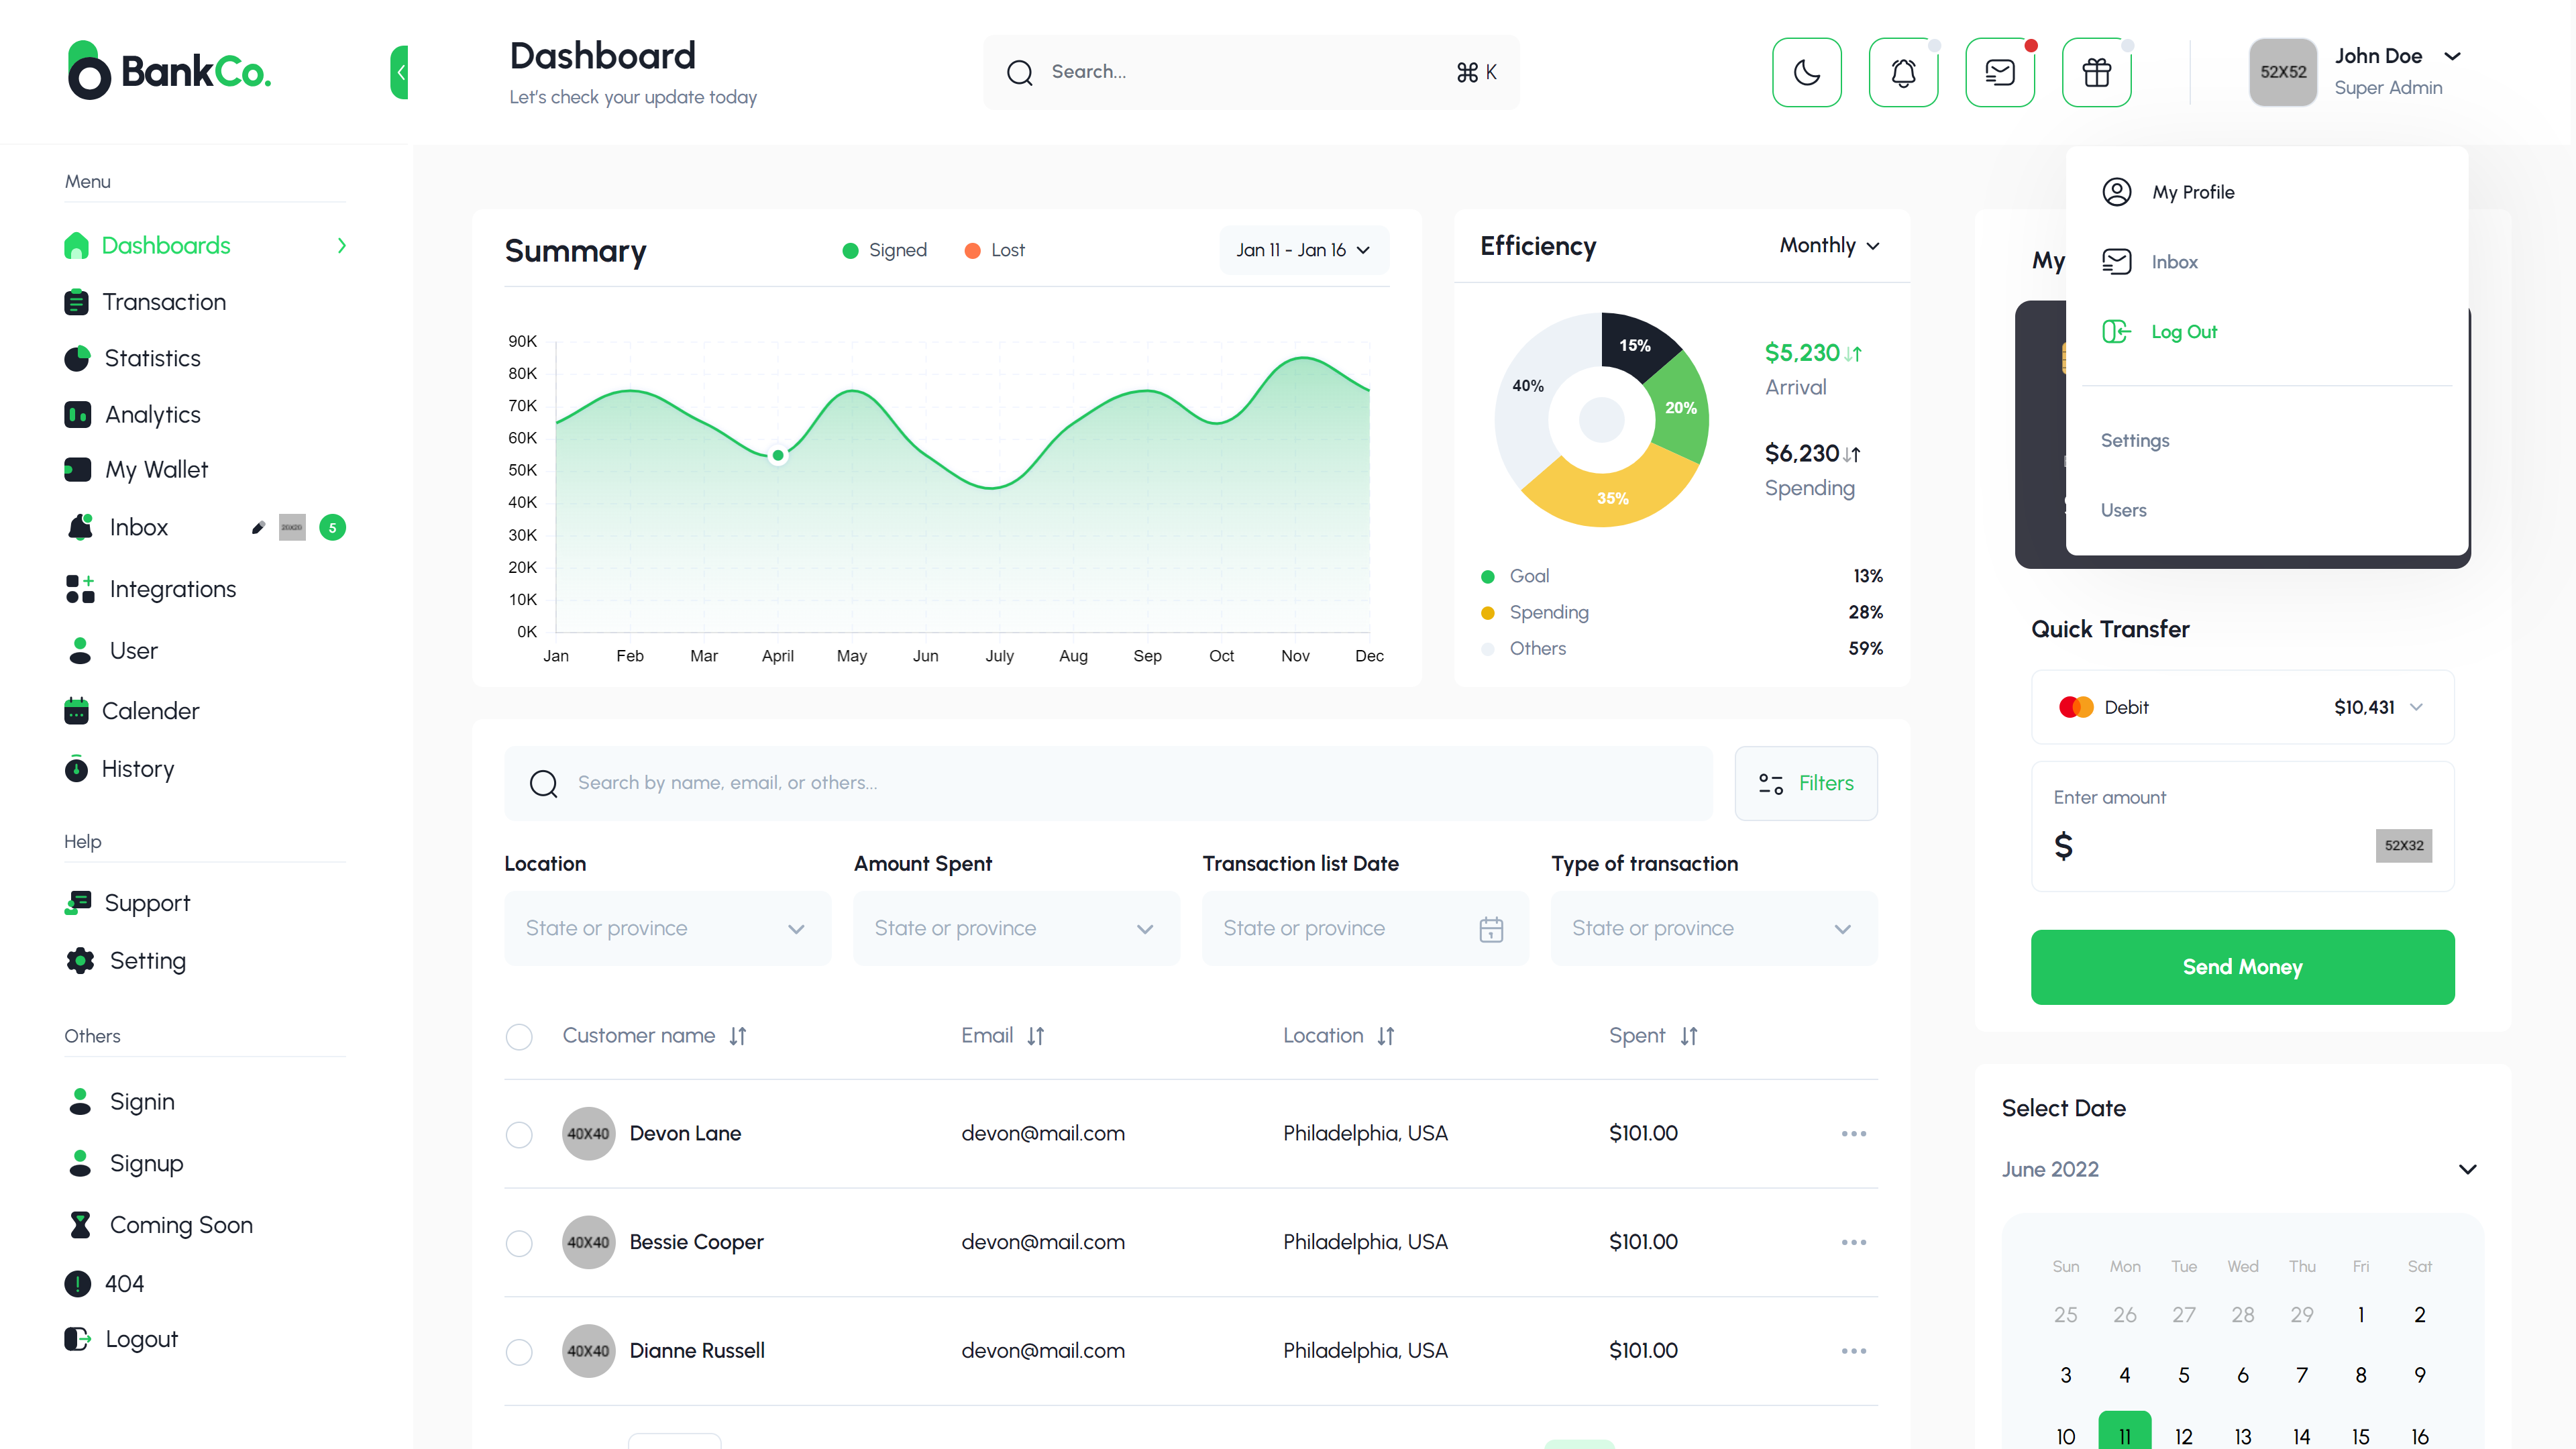 BankCo.
Menu
Dashboards
Transaction
Statistics
Analytics
My Wallet
Inbox 20X20 5
Integrations
User
Calender
History
Help
Support
Setting
Others
Signin
Signup
Coming Soon
404
Logout
Dashboard
Let's check your update today
Search... ⌘ K
52X52
John Doe
Super Admin
My Profile
Inbox
Log Out
Settings
Users
Summary
Signed Lost
Jan 11 - Jan 16
90K
80K
70K
60K
50K
40K
30K
20K
10K
0K
Jan Feb Mar April May Jun July Aug Sep Oct Nov Dec
Efficiency
Monthly
15%
20%
35%
40%
$5,230
Arrival
$6,230
Spending
Goal 13%
Spending 28%
Others 59%
Search by name, email, or others...
Filters
Location Amount Spent Transaction list Date Type of transaction
State or province State or province State or province State or province
Customer name Email Location Spent
40X40 Devon Lane devon@mail.com Philadelphia, USA $101.00
40X40 Bessie Cooper devon@mail.com Philadelphia, USA $101.00
40X40 Dianne Russell devon@mail.com Philadelphia, USA $101.00
My
Quick Transfer
Debit $10,431
Enter amount
$ 52X32
Send Money
Select Date
June 2022
Sun Mon Tue Wed Thu Fri Sat
25 26 27 28 29 1 2
3 4 5 6 7 8 9
10 11 12 13 14 15 16